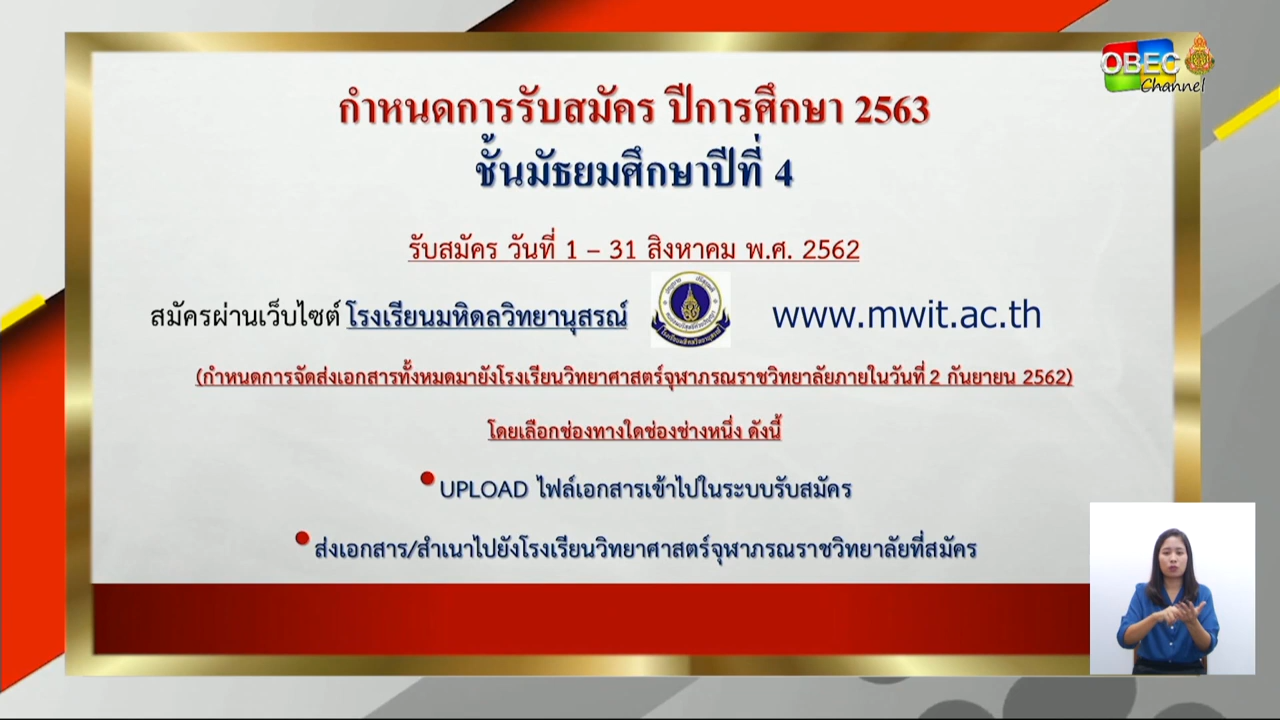 OBEC
Channel
กำหนดการรับสมัคร ปีการศึกษา 2563
ชั้นมัธยมศึกษาปีที่ 4
รับสมัคร วันที่ 1 – 31 สิงหาคม พ.ศ. 2562
สมัครผ่านเว็บไซต์ โรงเรียนมหิดลวิทยานุสรณ์ www.mwit.ac.th
(กำหนดการจัดส่งเอกสารทั้งหมดมายังโรงเรียนวิทยาศาสตร์จุฬาภรณราชวิทยาลัยภายในวันที่ 2 กันยายน 2562)
โดยเลือกช่องทางใดช่องช่างหนึ่ง ดังนี้
UPLOAD ไฟล์เอกสารเข้าไปในระบบรับสมัคร
ส่งเอกสาร/สำเนาไปยังโรงเรียนวิทยาศาสตร์จุฬาภรณราชวิทยาลัยที่สมัคร